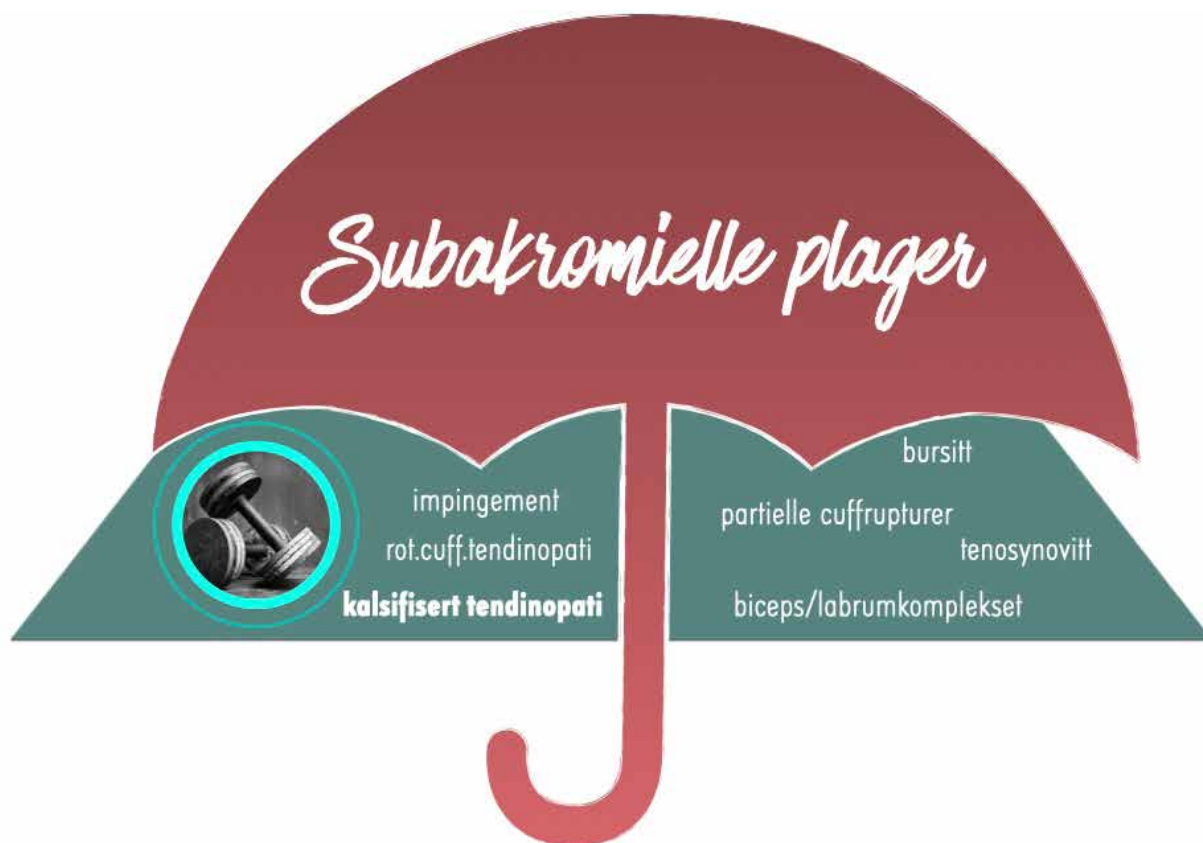 Subakromielle plager
impingement
rot.cuff.tendinopati
kalsifisert tendinopati
bursitt
partielle cuffrupturer
tenosynovitt
biceps/labrumkomplekset